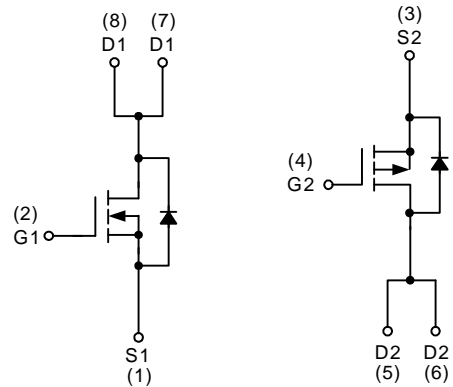 (8) (7)
D1 D1
(2)
G1
S1
(1)
(3)
S2
(4)
G2
D2 D2
(5) (6)